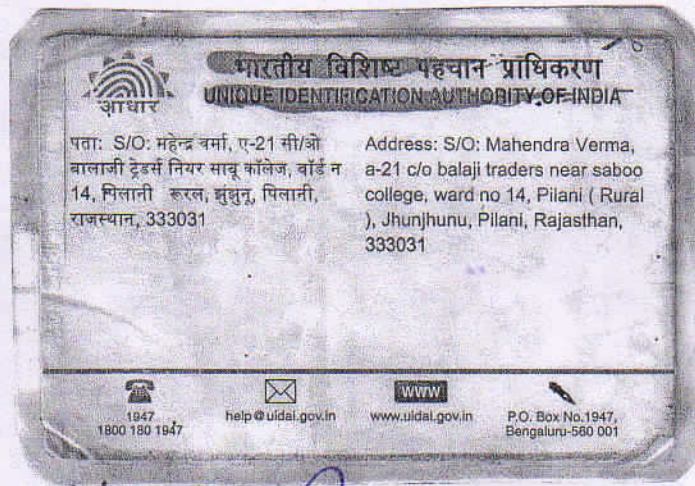 भारतीय विशिष्ट पहचान प्राधिकरण
आधार
UNIQUE IDENTIFICATION AUTHORITY OF INDIA
पता: S/O: महेन्द्र वर्मा, ए-21 सी/ओ
बालाजी ट्रेडर्स नियर साबू कॉलेज, वॉर्ड न
14, पिलानी रूरल, झुंझुनू, पिलानी,
राजस्थान, 333031
Address: S/O: Mahendra Verma,
a-21 c/o balaji traders near saboo
college, ward no 14, Pilani ( Rural
), Jhunjhunu, Pilani, Rajasthan,
333031
1947
1800 180 1947
help@uidai.gov.in
WWW
www.uidai.gov.in
P.O. Box No.1947,
Bengaluru-560 001